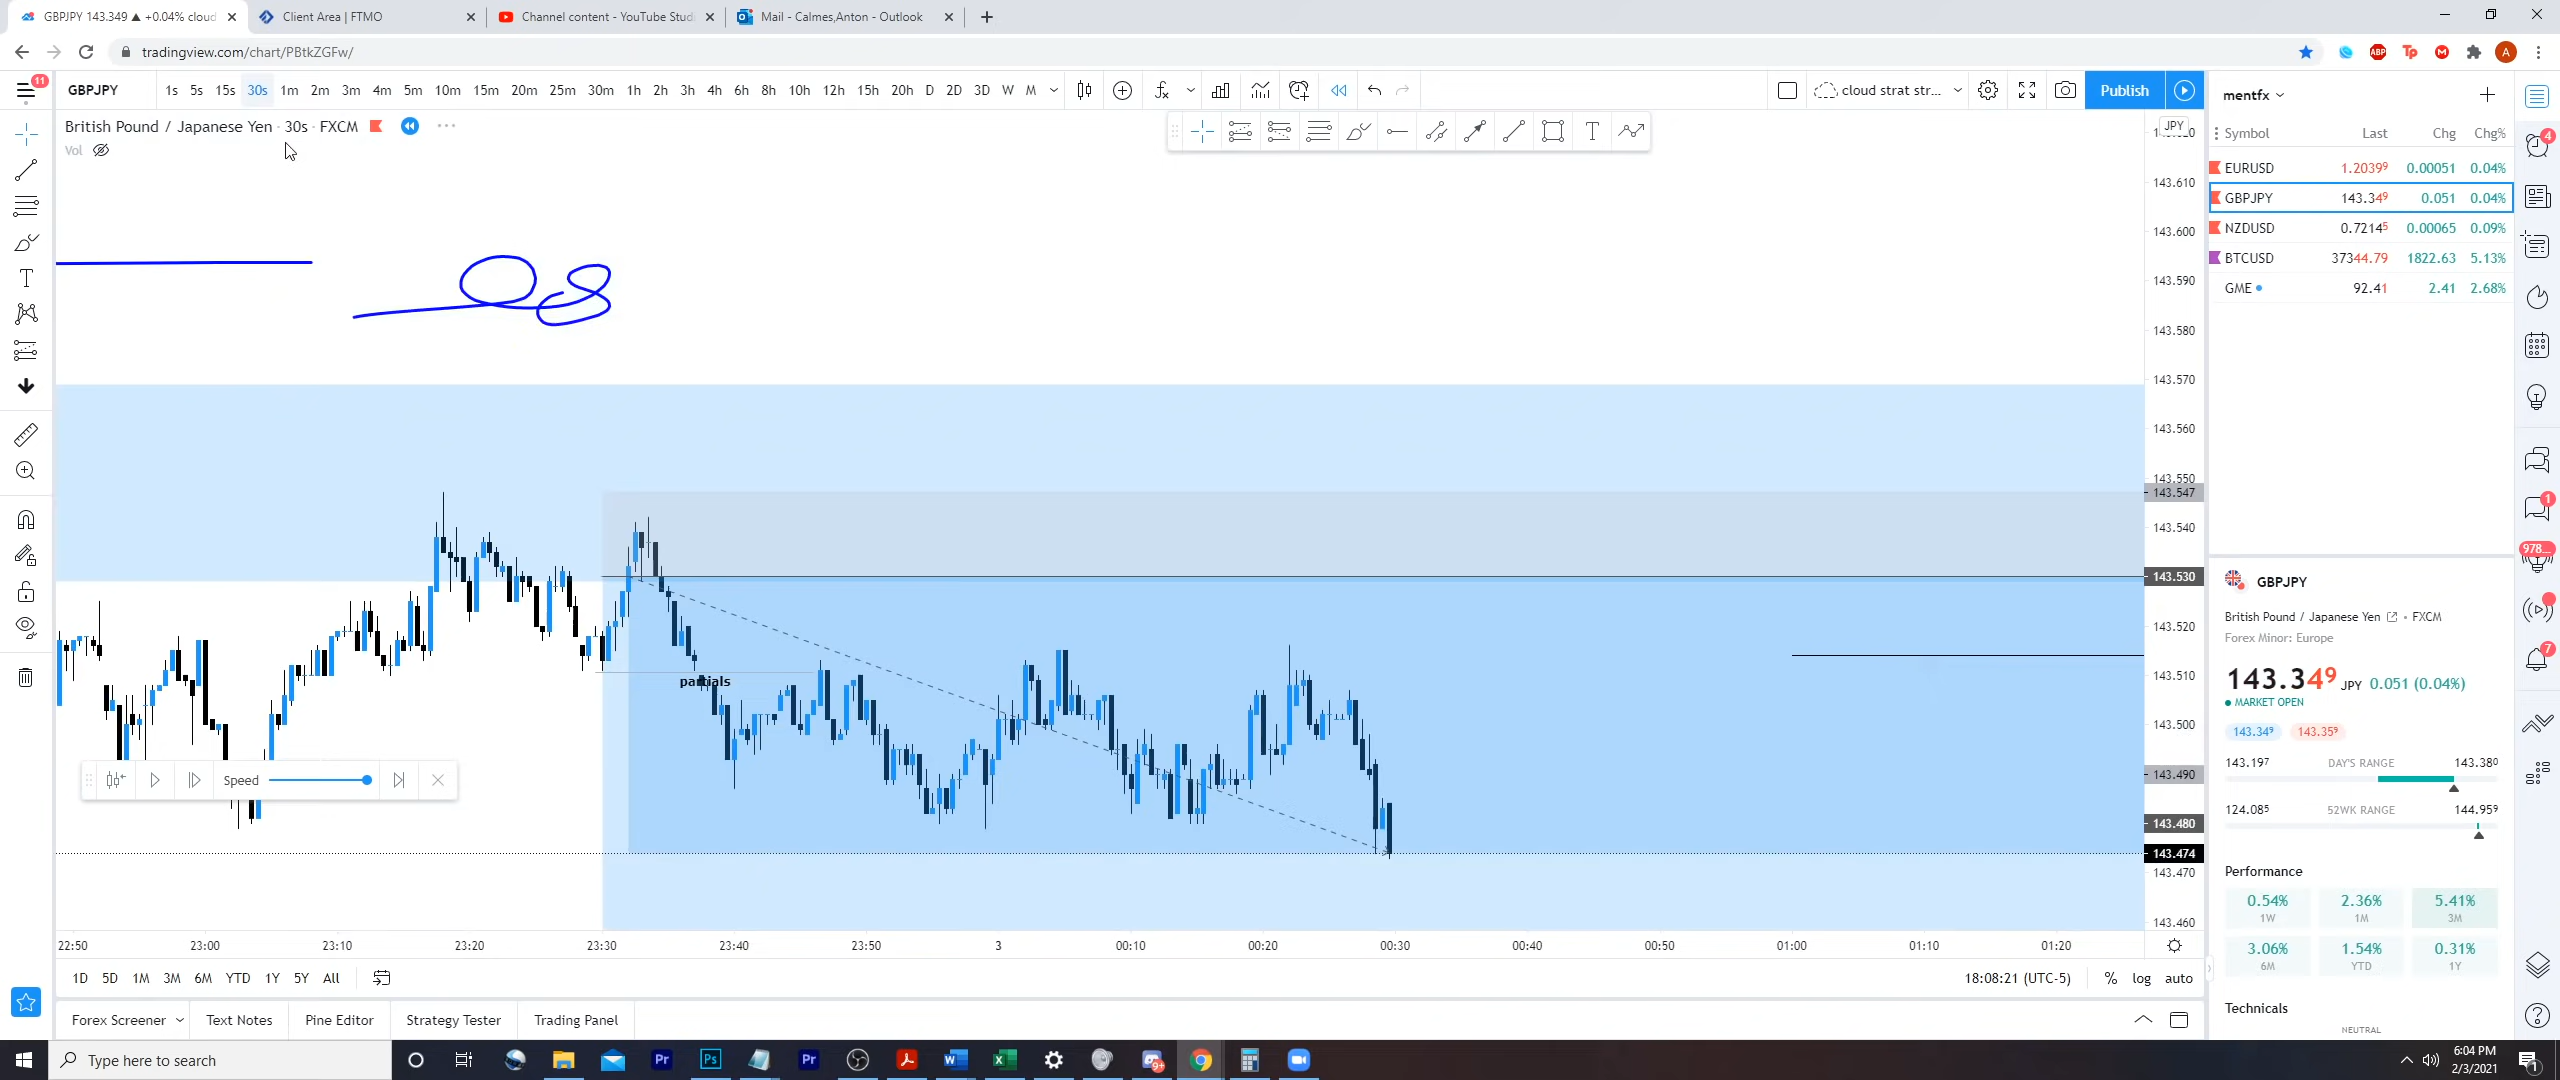 GBPJPY 143.349 ▲ +0.04% cloud
Client Area | FTMO
Channel content - YouTube Stud
Mail - Calmes,Anton - Outlook
tradingview.com/chart/PBtkZGFw/
11
GBPJPY 1s 5s 15s 30s 1m 2m 3m 4m 5m 10m 15m 20m 25m 30m 1h 2h 3h 4h 6h 8h 10h 12h 15h 20h D 2D 3D W M
cloud strat str...
Publish
British Pound / Japanese Yen · 30s · FXCM
Vol
JPY
143.610
143.600
143.590
143.580
143.570
143.560
143.550
143.547
143.540
143.530
143.520
143.510
143.500
143.490
143.480
143.474
143.470
143.460
partials
Speed
22:50 23:00 23:10 23:20 23:30 23:40 23:50 3 00:10 00:20 00:30 00:40 00:50 01:00 01:10 01:20
1D 5D 1M 3M 6M YTD 1Y 5Y All
18:08:21 (UTC-5) % log auto
Forex Screener Text Notes Pine Editor Strategy Tester Trading Panel
mentfx
Symbol Last Chg Chg%
EURUSD 1.20399 0.00051 0.04%
GBPJPY 143.349 0.051 0.04%
NZDUSD 0.72145 0.00065 0.09%
BTCUSD 37344.79 1822.63 5.13%
GME 92.41 2.41 2.68%
GBPJPY
British Pound / Japanese Yen • FXCM
Forex Minor: Europe
143.349 JPY 0.051 (0.04%)
MARKET OPEN
143.349 143.359
143.197 DAY'S RANGE 143.380
124.085 52WK RANGE 144.959
Performance
0.54% 2.36% 5.41%
1W 1M 3M
3.06% 1.54% 0.31%
6M YTD 1Y
Technicals
NEUTRAL
4
1
978...
7
Type here to search
6:04 PM
2/3/2021